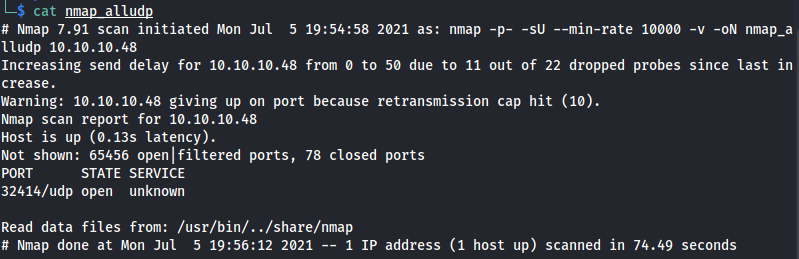 └─$ cat nmap_alludp
# Nmap 7.91 scan initiated Mon Jul  5 19:54:58 2021 as: nmap -p- -sU --min-rate 10000 -v -oN nmap_a
lludp 10.10.10.48
Increasing send delay for 10.10.10.48 from 0 to 50 due to 11 out of 22 dropped probes since last in
crease.
Warning: 10.10.10.48 giving up on port because retransmission cap hit (10).
Nmap scan report for 10.10.10.48
Host is up (0.13s latency).
Not shown: 65456 open|filtered ports, 78 closed ports
PORT      STATE SERVICE
32414/udp open  unknown

Read data files from: /usr/bin/../share/nmap
# Nmap done at Mon Jul  5 19:56:12 2021 -- 1 IP address (1 host up) scanned in 74.49 seconds